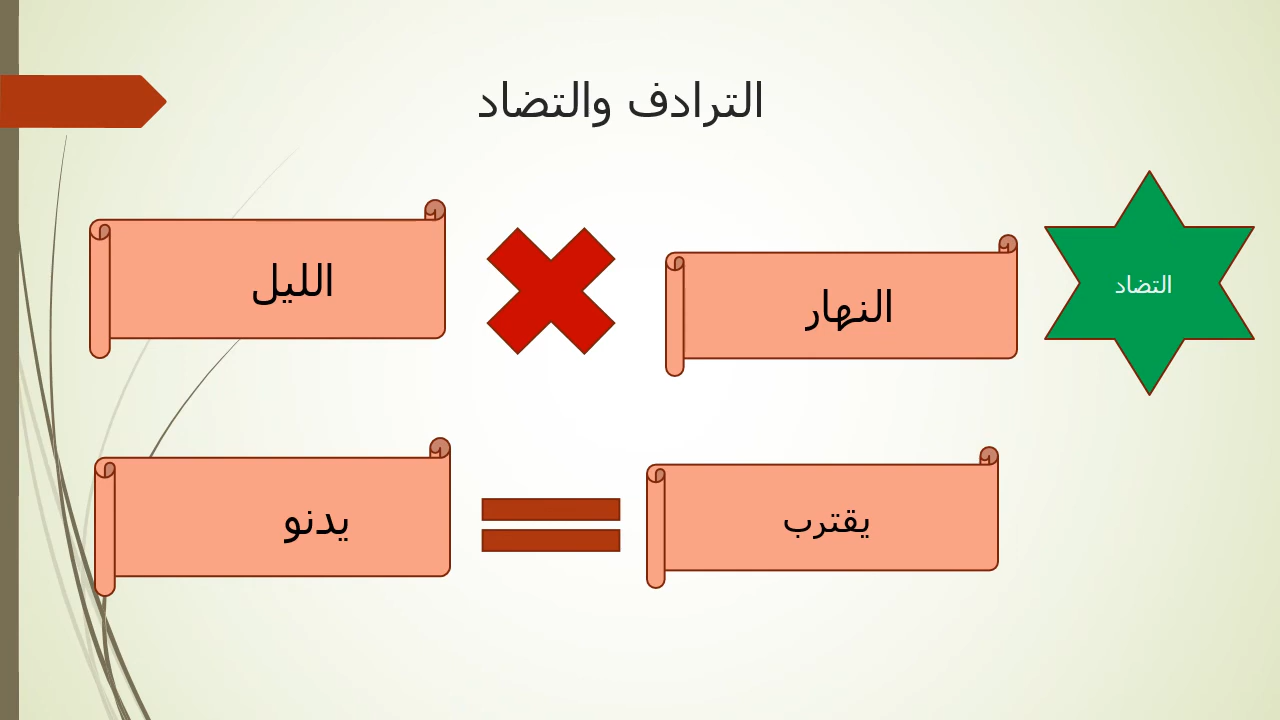 الترادف والتضاد
التضاد
النهار
الليل
يقترب
يدنو